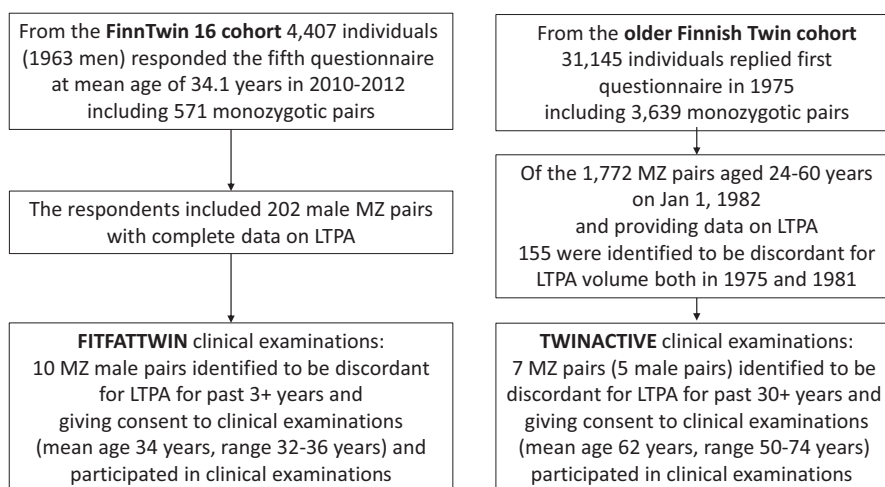 From the FinnTwin 16 cohort 4,407 individuals
(1963 men) responded the fifth questionnaire
at mean age of 34.1 years in 2010-2012
including 571 monozygotic pairs
The respondents included 202 male MZ pairs
with complete data on LTPA
FITFATTWIN clinical examinations:
10 MZ male pairs identified to be discordant
for LTPA for past 3+ years and
giving consent to clinical examinations
(mean age 34 years, range 32-36 years) and
participated in clinical examinations
From the older Finnish Twin cohort
31,145 individuals replied first
questionnaire in 1975
including 3,639 monozygotic pairs
Of the 1,772 MZ pairs aged 24-60 years
on Jan 1, 1982
and providing data on LTPA
155 were identified to be discordant for
LTPA volume both in 1975 and 1981
TWINACTIVE clinical examinations:
7 MZ pairs (5 male pairs) identified to be
discordant for LTPA for past 30+ years and
giving consent to clinical examinations
(mean age 62 years, range 50-74 years)
participated in clinical examinations